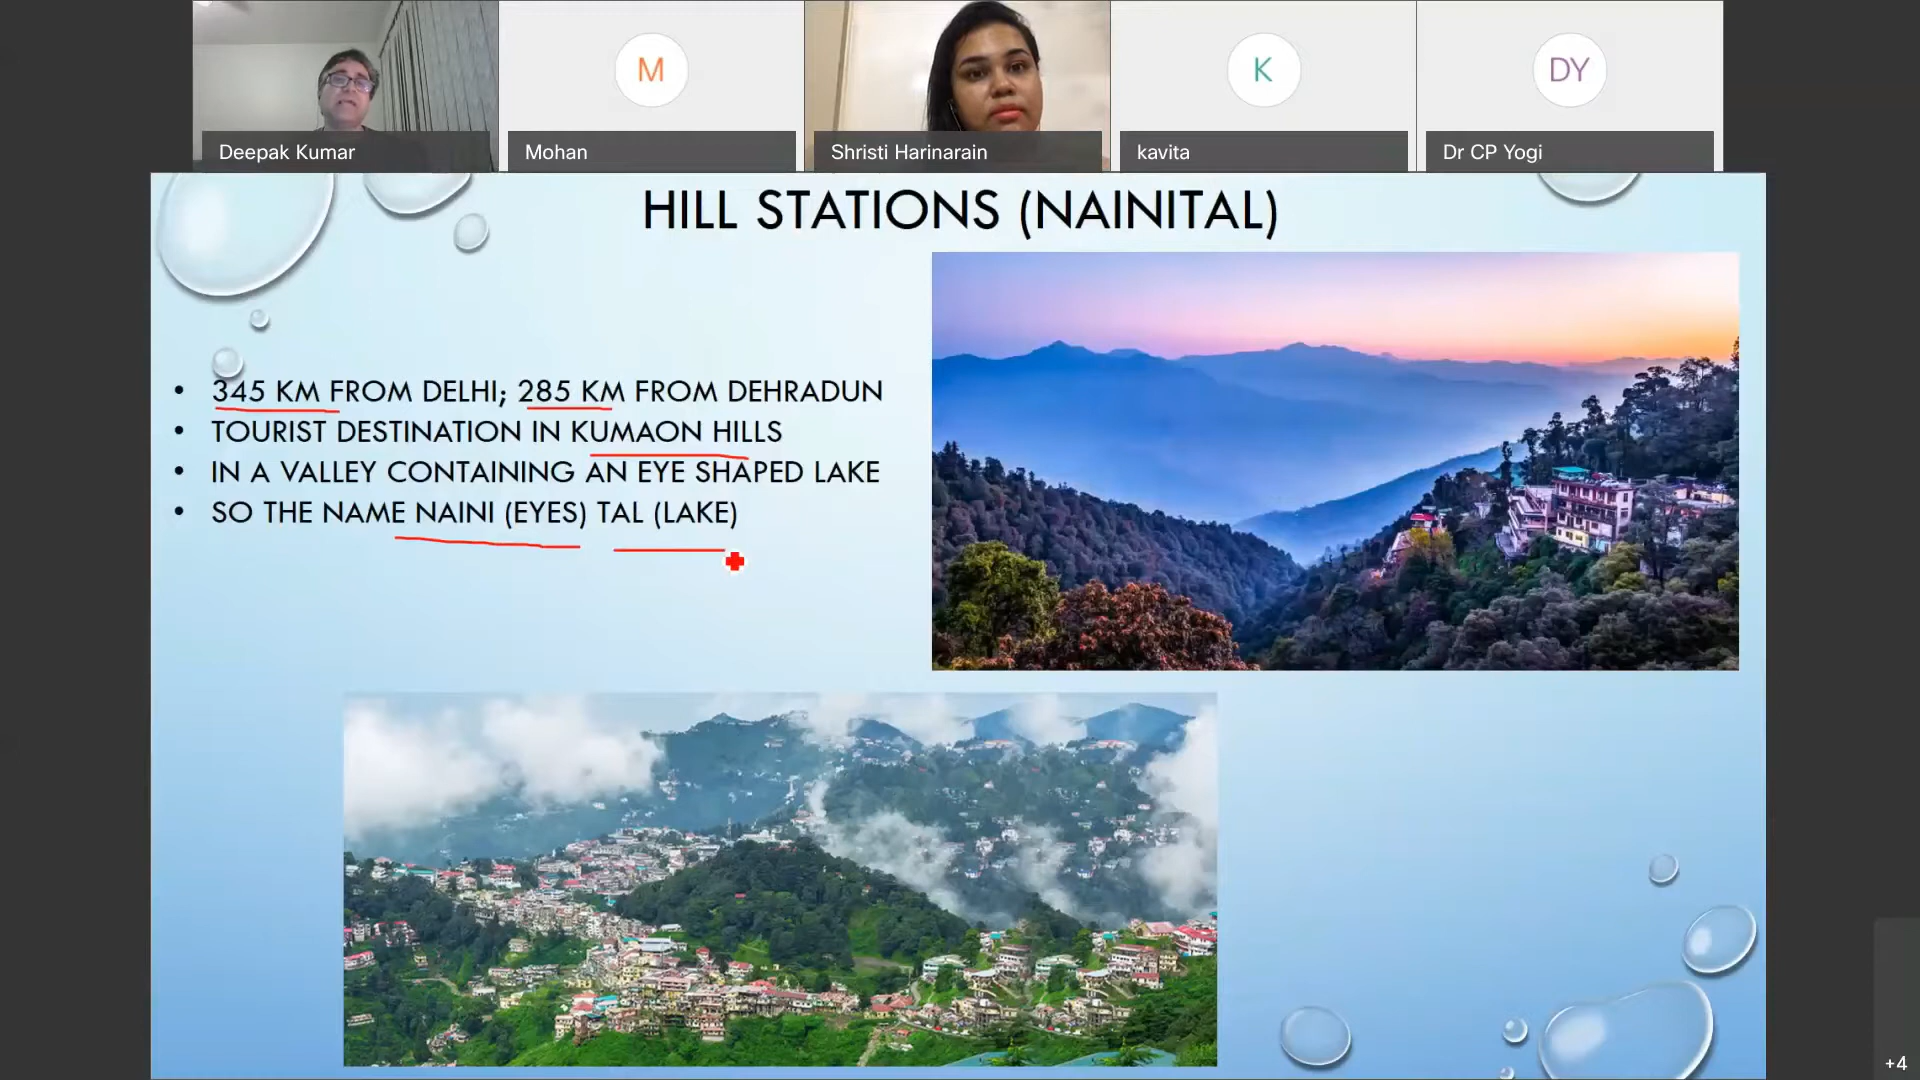 M
K
DY
Deepak Kumar
Mohan
Shristi Harinarain
kavita
Dr CP Yogi
HILL STATIONS (NAINITAL)
• 345 KM FROM DELHI; 285 KM FROM DEHRADUN
• TOURIST DESTINATION IN KUMAON HILLS
• IN A VALLEY CONTAINING AN EYE SHAPED LAKE
• SO THE NAME NAINI (EYES) TAL (LAKE)
+4